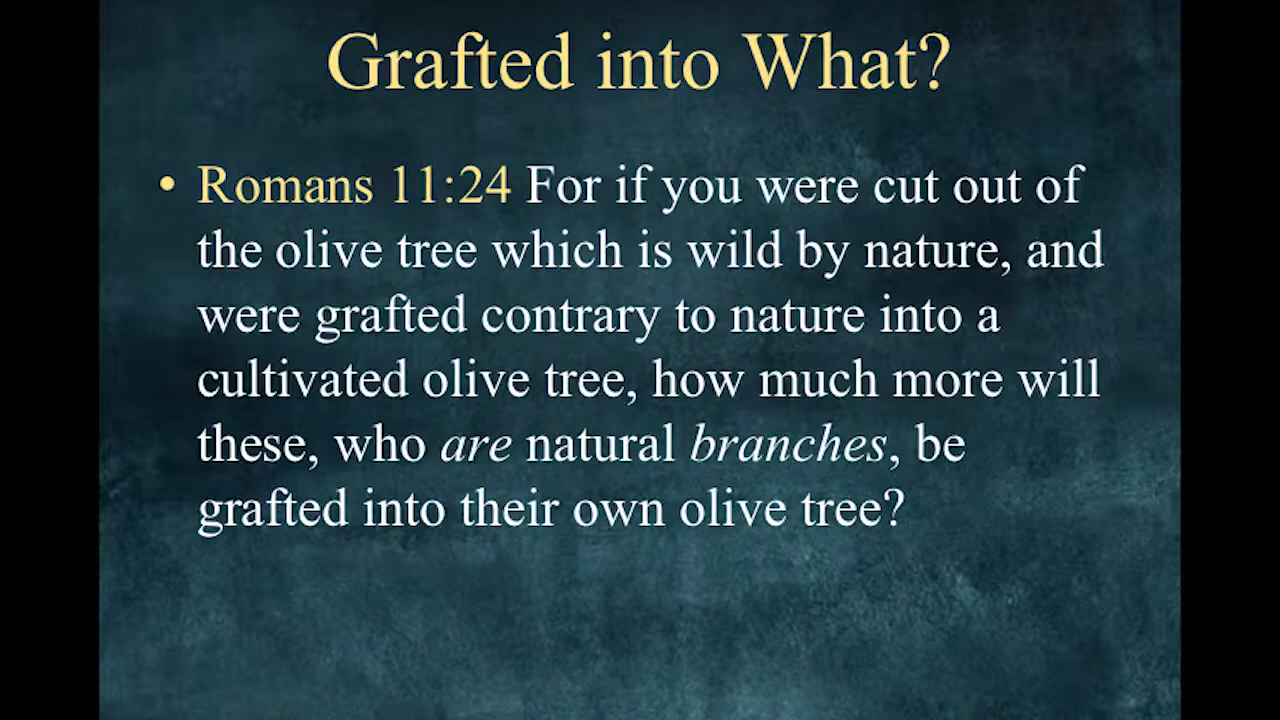 Grafted into What?
• Romans 11:24 For if you were cut out of
the olive tree which is wild by nature, and
were grafted contrary to nature into a
cultivated olive tree, how much more will
these, who are natural branches, be
grafted into their own olive tree?